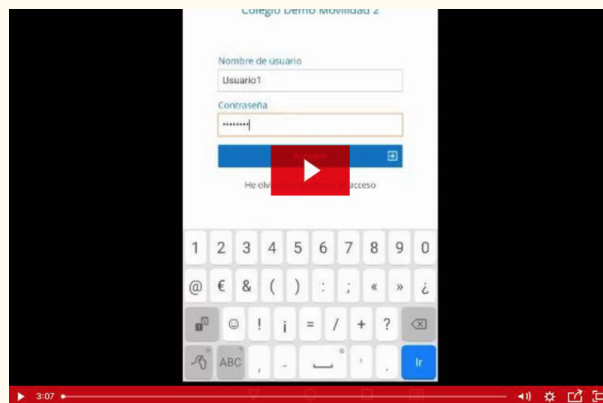 Colegio Demo Movilidad 2
Nombre de usuario
Usuario1
Contraseña
••••••••
He olv acceso
1 2 3 4 5 6 7 8 9 0
@ € & ( ) : ; « » ¿
☺ ! ¡ = / + ?
ABC , - ' . Ir
3:07